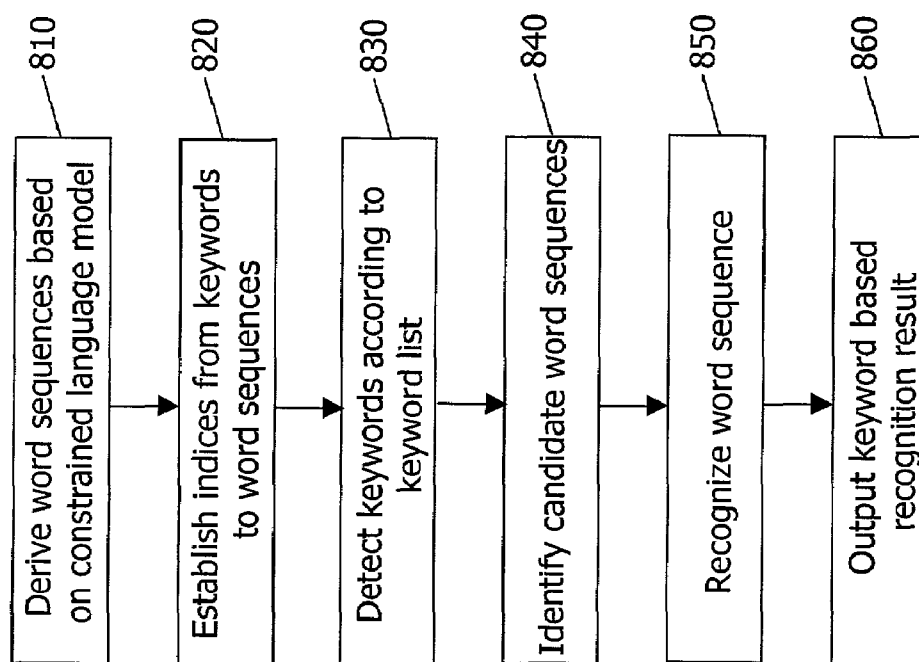 810
Derive word sequences based
on constrained language model
820
Establish indices from keywords
to word sequences
830
Detect keywords according to
keyword list
840
Identify candidate word sequences
850
Recognize word sequence
860
Output keyword based
recognition result